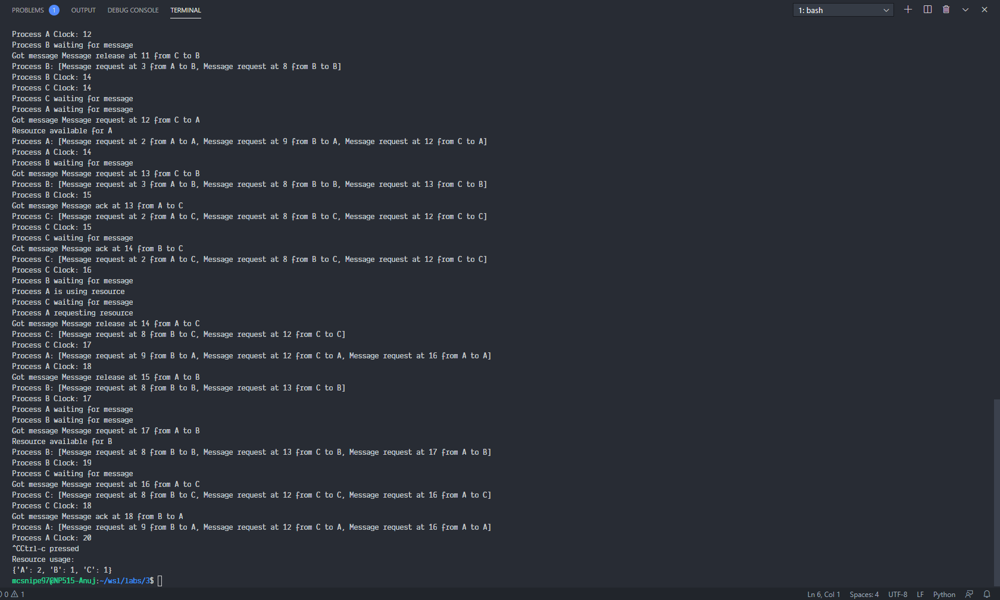 PROBLEMS 1 OUTPUT DEBUG CONSOLE TERMINAL 1: bash
Process A Clock: 12
Process B waiting for message
Got message Message release at 11 from C to B
Process B: [Message request at 3 from A to B, Message request at 8 from B to B]
Process B Clock: 14
Process C Clock: 14
Process C waiting for message
Process A waiting for message
Got message Message request at 12 from C to A
Resource available for A
Process A: [Message request at 2 from A to A, Message request at 9 from B to A, Message request at 12 from C to A]
Process A Clock: 14
Process B waiting for message
Got message Message request at 13 from C to B
Process B: [Message request at 3 from A to B, Message request at 8 from B to B, Message request at 13 from C to B]
Process B Clock: 15
Got message Message ack at 13 from A to C
Process C: [Message request at 2 from A to C, Message request at 8 from B to C, Message request at 12 from C to C]
Process C Clock: 15
Process C waiting for message
Got message Message ack at 14 from B to C
Process C: [Message request at 2 from A to C, Message request at 8 from B to C, Message request at 12 from C to C]
Process C Clock: 16
Process B waiting for message
Process A is using resource
Process C waiting for message
Process A requesting resource
Got message Message release at 14 from A to C
Process C: [Message request at 8 from B to C, Message request at 12 from C to C]
Process C Clock: 17
Process A: [Message request at 9 from B to A, Message request at 12 from C to A, Message request at 16 from A to A]
Process A Clock: 18
Got message Message release at 15 from A to B
Process B: [Message request at 8 from B to B, Message request at 13 from C to B]
Process B Clock: 17
Process A waiting for message
Process B waiting for message
Got message Message request at 17 from A to B
Resource available for B
Process B: [Message request at 8 from B to B, Message request at 13 from C to B, Message request at 17 from A to B]
Process B Clock: 19
Process C waiting for message
Got message Message request at 16 from A to C
Process C: [Message request at 8 from B to C, Message request at 12 from C to C, Message request at 16 from A to C]
Process C Clock: 18
Got message Message ack at 18 from B to A
Process A: [Message request at 9 from B to A, Message request at 12 from C to A, Message request at 16 from A to A]
Process A Clock: 20
^CCtrl-c pressed
Resource usage:
{'A': 2, 'B': 1, 'C': 1}
mcsnipe97@NP515-Anuj:~/wsl/labs/3$
0 1 Ln 6, Col 1 Spaces: 4 UTF-8 LF Python